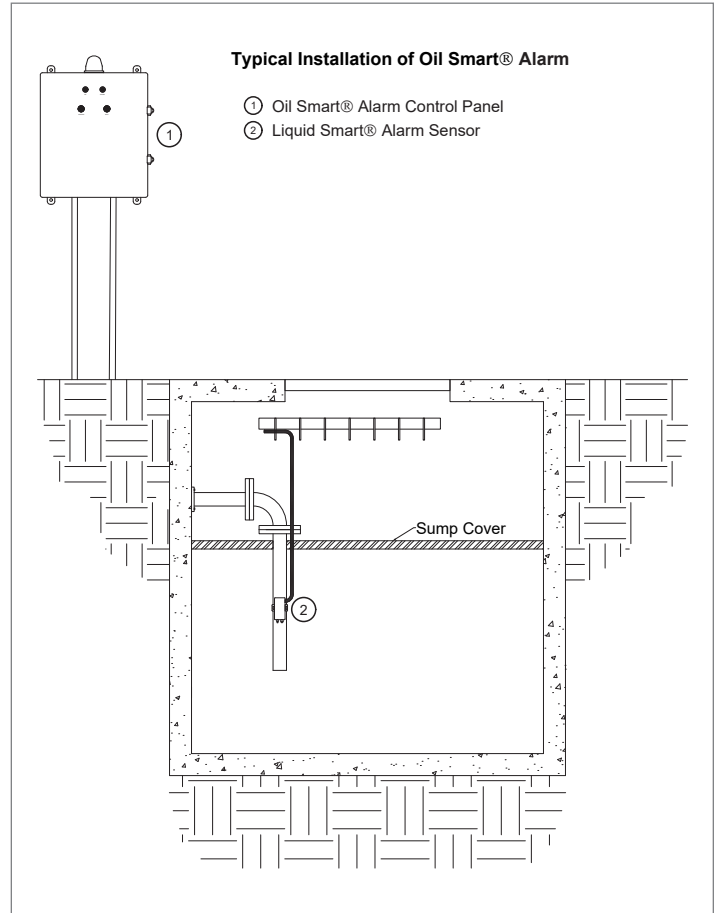 Typical Installation of Oil Smart® Alarm
1 Oil Smart® Alarm Control Panel
2 Liquid Smart® Alarm Sensor
1
Sump Cover
2